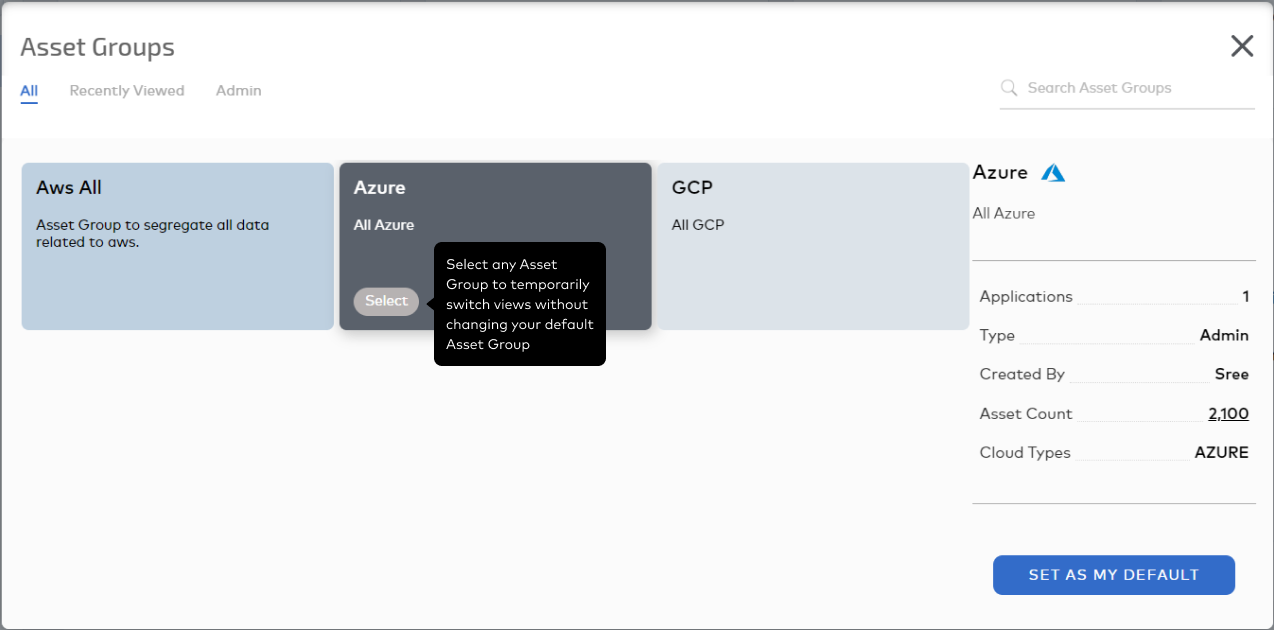 Asset Groups
All
Recently Viewed
Admin
Search Asset Groups
Aws All
Asset Group to segregate all data
related to aws.
Azure
All Azure
Select
Select any Asset
Group to temporarily
switch views without
changing your default
Asset Group
GCP
All GCP
Azure
All Azure
Applications 1
Type Admin
Created By Sree
Asset Count 2,100
Cloud Types AZURE
SET AS MY DEFAULT